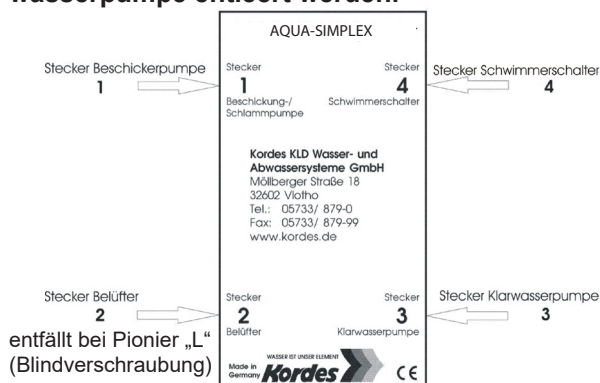 wasserpumpe entleert werden.
AQUA-SIMPLEX
Stecker Beschickerpumpe
1
Stecker
1
Beschickung-/
Schlammpumpe
Stecker
4
Schwimmerschalter
Stecker Schwimmerschalter
4
Kordes KLD Wasser- und
Abwassersysteme GmbH
Möllberger Straße 18
32602 Vlotho
Tel.: 05733/ 879-0
Fax: 05733/ 879-99
www.kordes.de
Stecker Belüfter
2
entfällt bei Pionier „L“
(Blindverschraubung)
Stecker
2
Belüfter
Stecker
3
Klarwasserpumpe
Stecker Klarwasserpumpe
3
WASSER IST UNSER ELEMENT
Made in
Germany
Kordes
CE